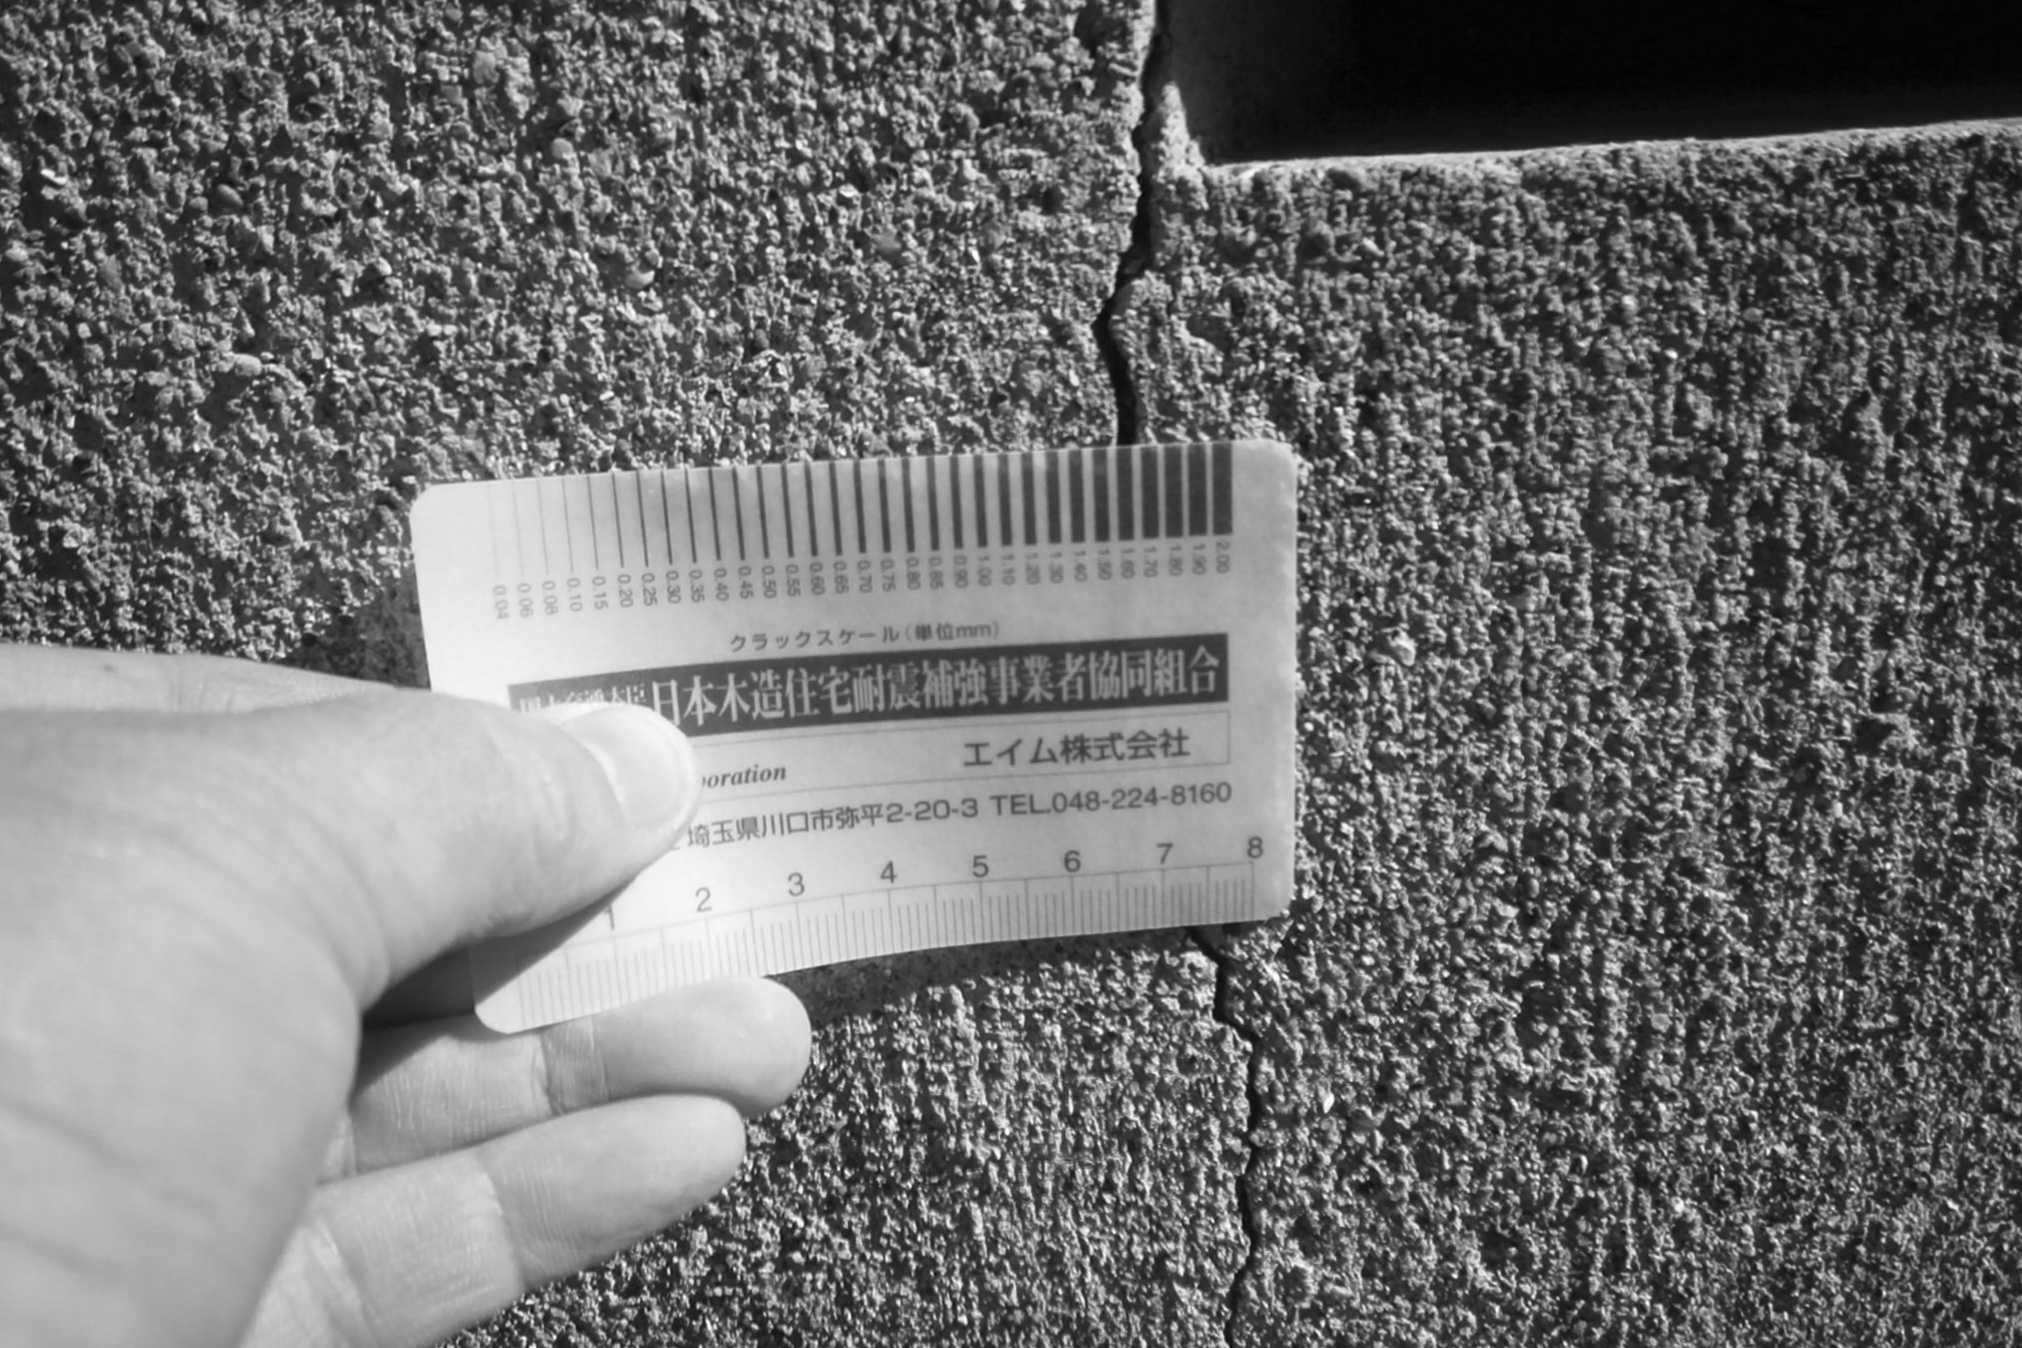 0.04 0.06 0.08 0.10 0.15 0.20 0.25 0.30 0.35 0.40 0.45 0.50 0.55 0.60 0.65 0.70 0.75 0.80 0.85 0.90 1.00 1.10 1.20 1.30 1.40 1.50 1.60 1.70 1.80 1.90 2.00
クラックスケール(単位mm)
日本木造住宅耐震補強事業者協同組合
エイム株式会社
埼玉県川口市弥平2-20-3 TEL.048-224-8160
1 2 3 4 5 6 7 8